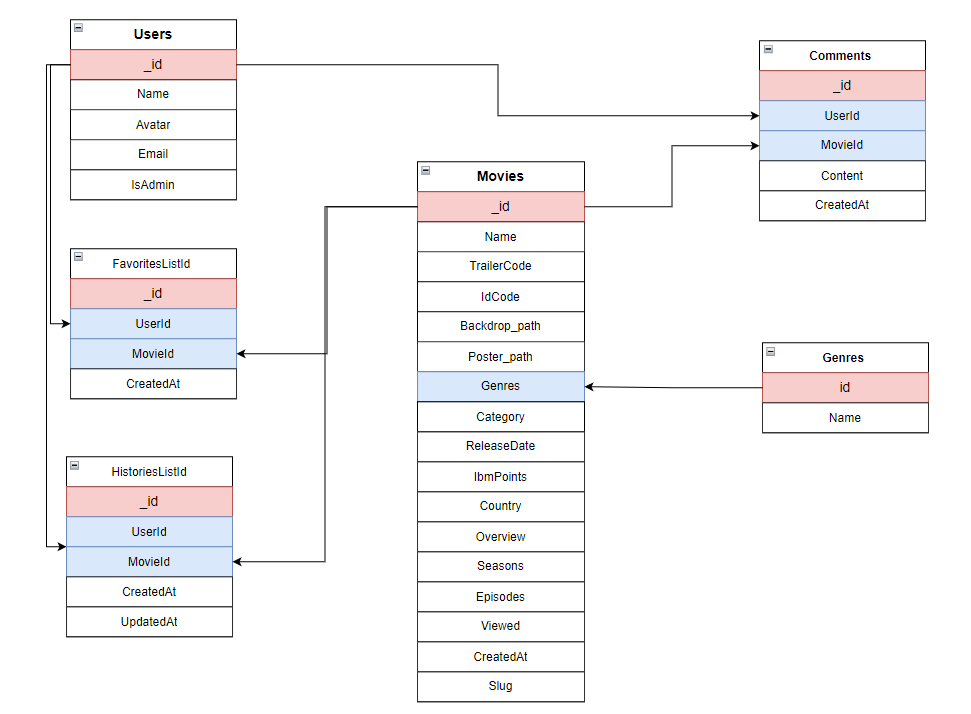 Users
_id
Name
Avatar
Email
IsAdmin
FavoritesListId
_id
UserId
MovieId
CreatedAt
HistoriesListId
_id
UserId
MovieId
CreatedAt
UpdatedAt
Movies
_id
Name
TrailerCode
IdCode
Backdrop_path
Poster_path
Genres
Category
ReleaseDate
IbmPoints
Country
Overview
Seasons
Episodes
Viewed
CreatedAt
Slug
Comments
_id
UserId
MovieId
Content
CreatedAt
Genres
id
Name